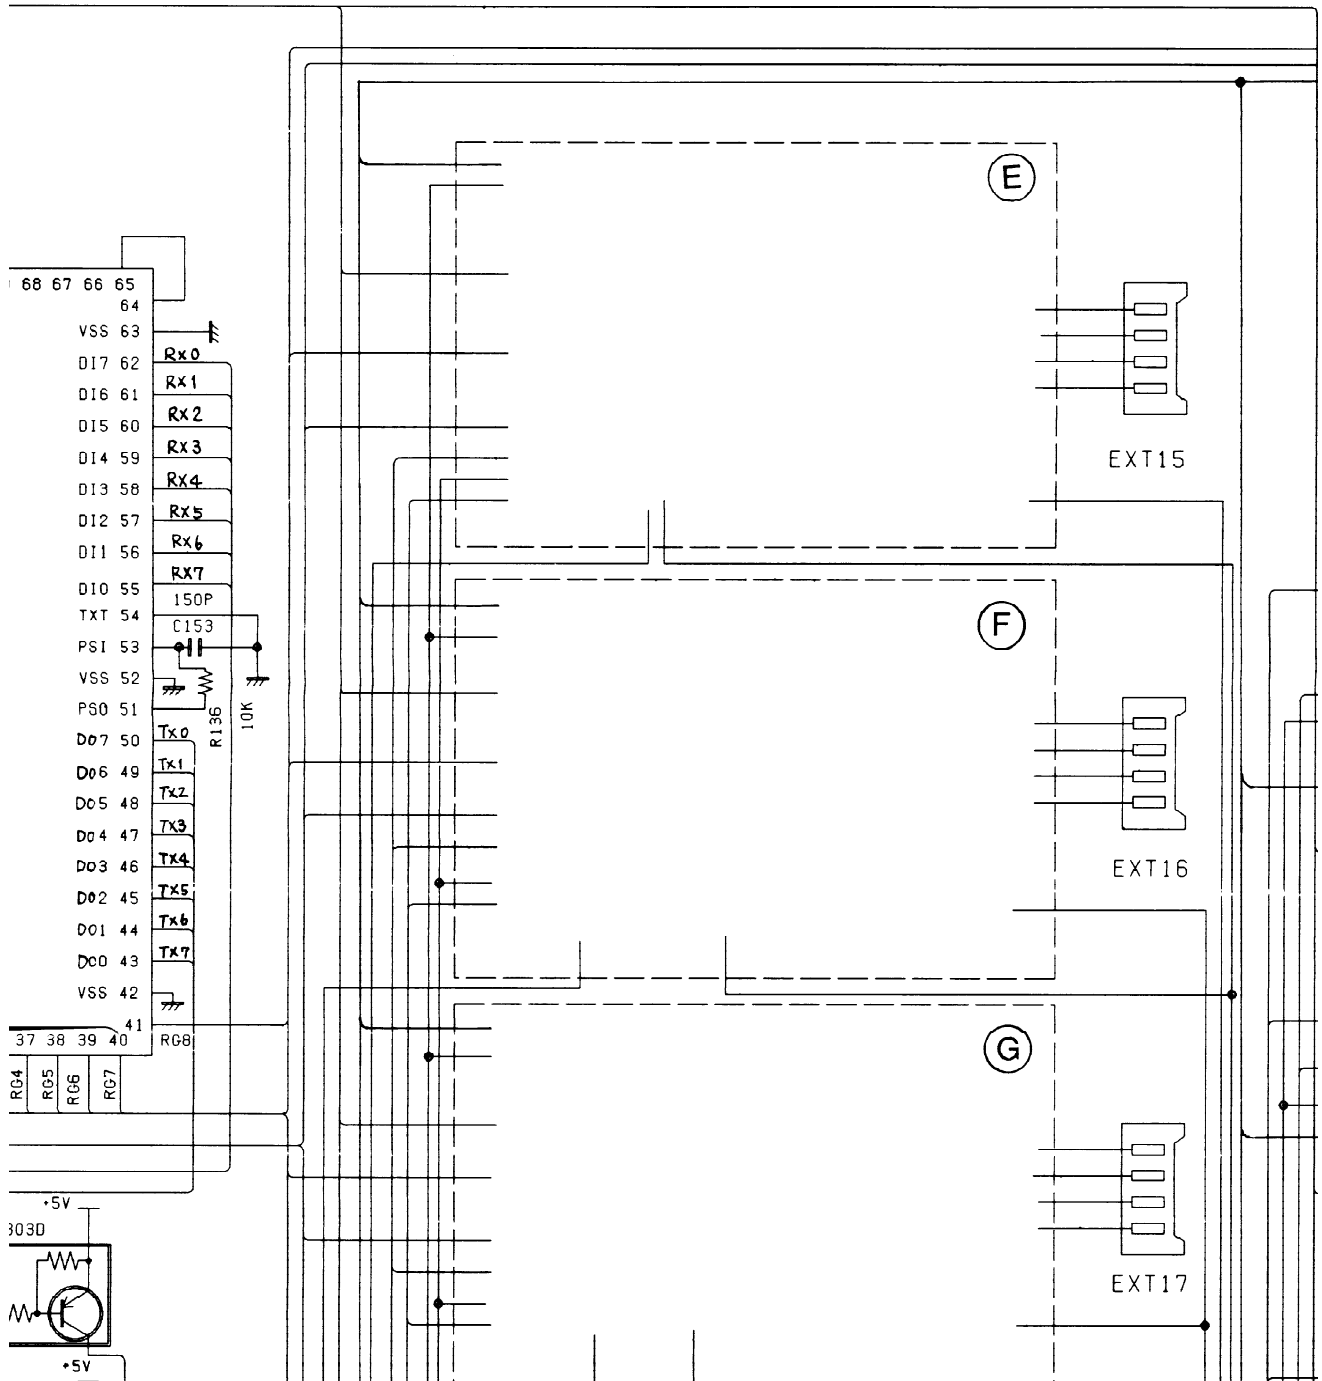 E
68 67 66 65
64
VSS 63
DI7 62 Rx0
DI6 61 RX1
DI5 60 RX2
DI4 59 RX3
DI3 58 RX4
DI2 57 RX5
DI1 56 RX6
DI0 55 RX7
150P
TXT 54
C153
PSI 53
VSS 52
PSO 51
R136
10K
DO7 50 Tx0
DO6 49 Tx1
DO5 48 TX2
DO4 47 TX3
DO3 46 TX4
DO2 45 TX5
DO1 44 Tx6
DO0 43 TX7
VSS 42
41 RG8
37 38 39 40
RG4
RG5
RG6
RG7
+5V
303D
+5V
EXT15
F
EXT16
G
EXT17